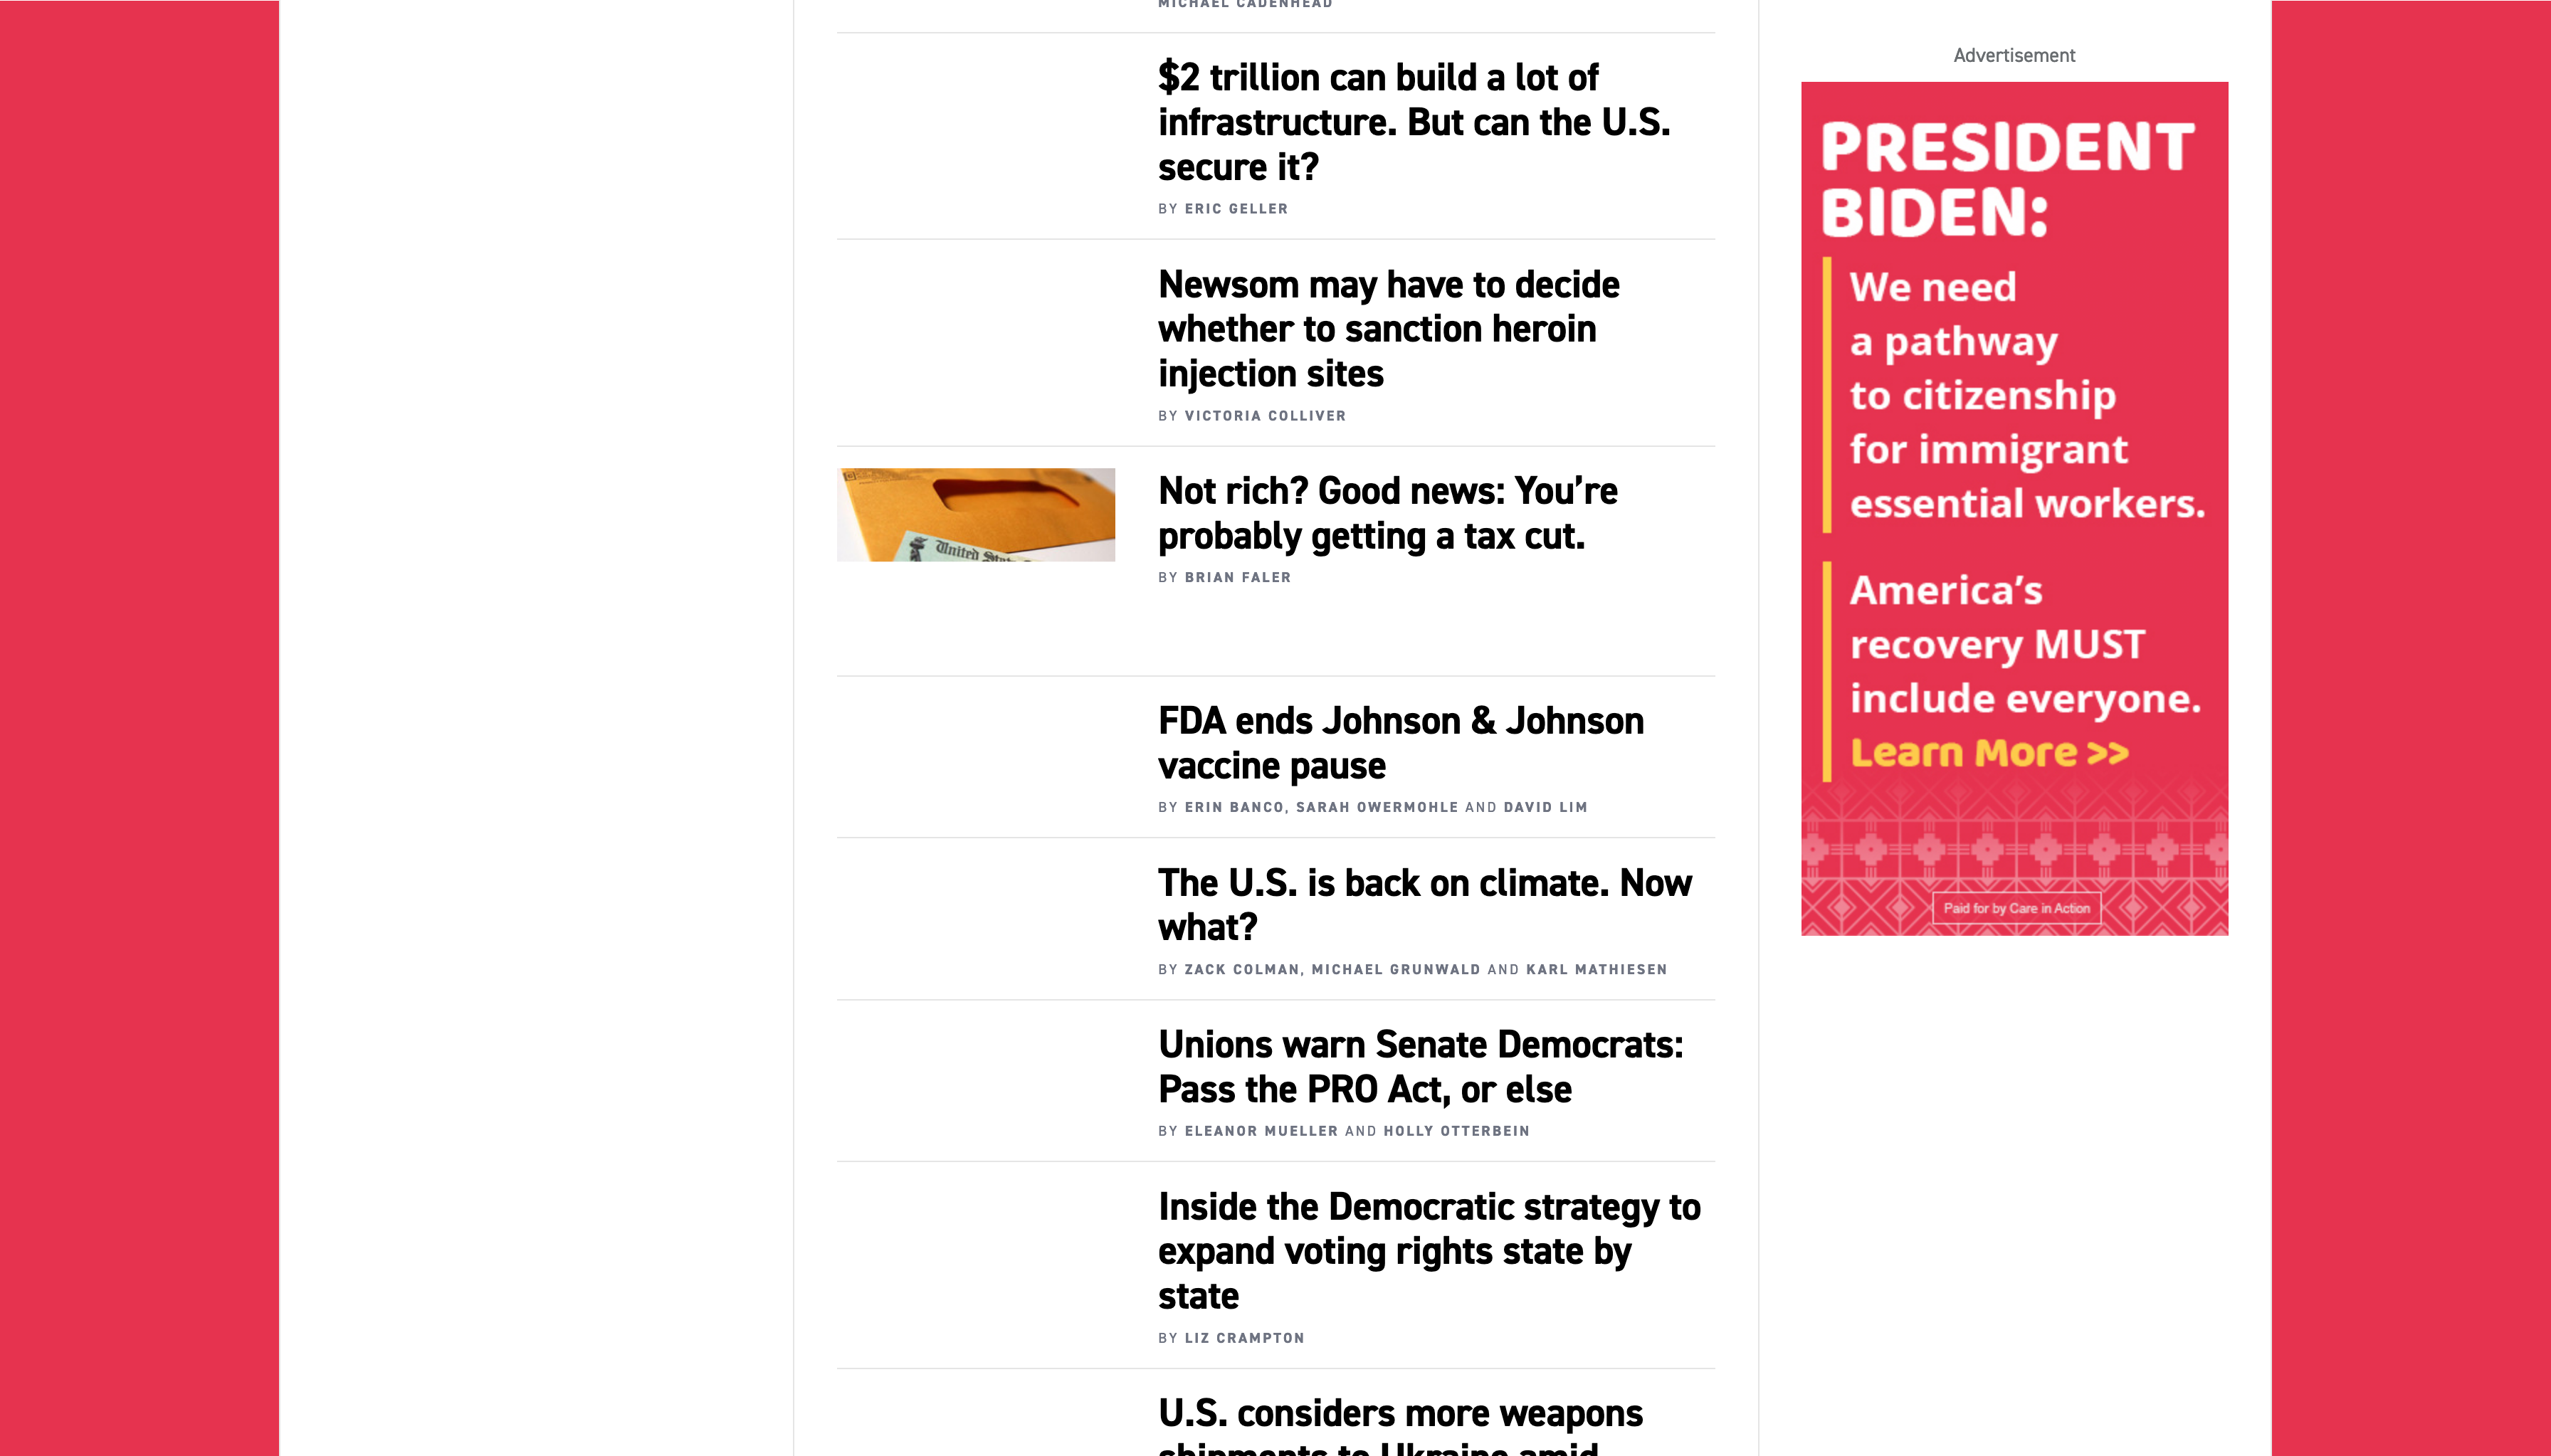 MICHAEL CADENHEAD
$2 trillion can build a lot of
infrastructure. But can the U.S.
secure it?
BY ERIC GELLER
Newsom may have to decide
whether to sanction heroin
injection sites
BY VICTORIA COLLIVER
United
Not rich? Good news: You’re
probably getting a tax cut.
BY BRIAN FALER
FDA ends Johnson & Johnson
vaccine pause
BY ERIN BANCO, SARAH OWERMOHLE AND DAVID LIM
The U.S. is back on climate. Now
what?
BY ZACK COLMAN, MICHAEL GRUNWALD AND KARL MATHIESEN
Unions warn Senate Democrats:
Pass the PRO Act, or else
BY ELEANOR MUELLER AND HOLLY OTTERBEIN
Inside the Democratic strategy to
expand voting rights state by
state
BY LIZ CRAMPTON
U.S. considers more weapons
shipments to Ukraine amid
Advertisement
PRESIDENT
BIDEN:
We need
a pathway
to citizenship
for immigrant
essential workers.
America’s
recovery MUST
include everyone.
Learn More >>
Paid for by Care in Action